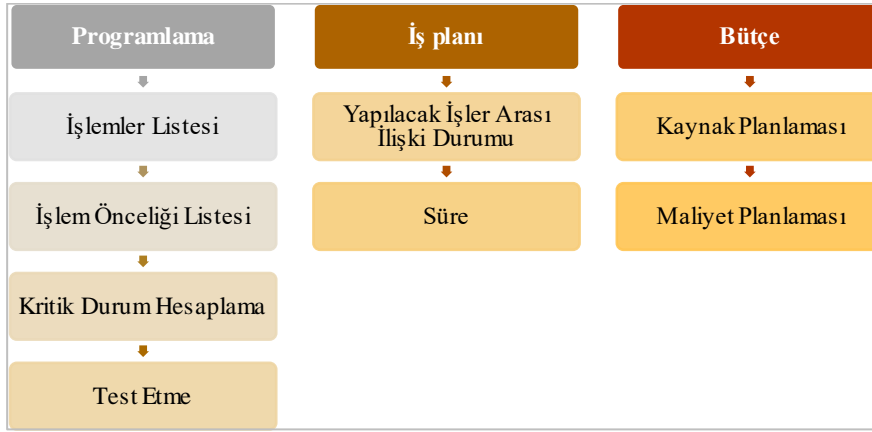 Programlama
İşlemler Listesi
İşlem Önceliği Listesi
Kritik Durum Hesaplama
Test Etme
İş planı
Yapılacak İşler Arası
İlişki Durumu
Süre
Bütçe
Kaynak Planlaması
Maliyet Planlaması